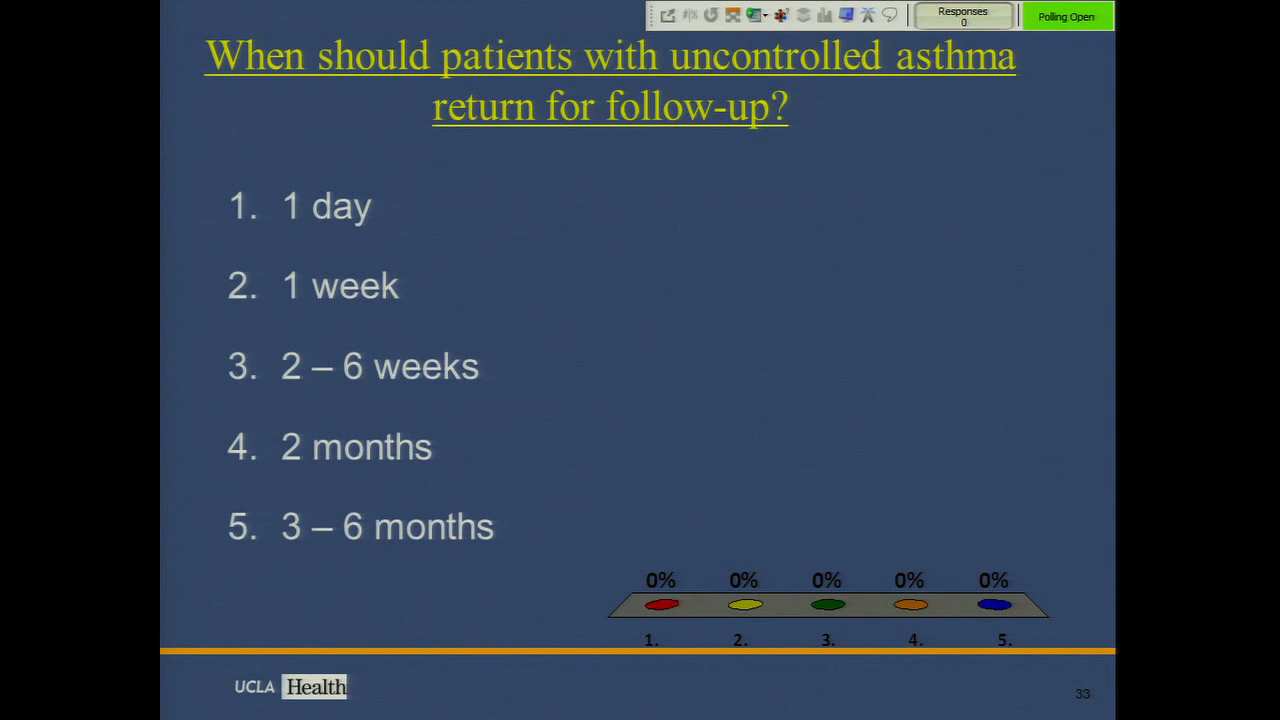 Responses
0
Polling Open
When should patients with uncontrolled asthma
return for follow-up?
1. 1 day
2. 1 week
3. 2 – 6 weeks
4. 2 months
5. 3 – 6 months
0% 0% 0% 0% 0%
1. 2. 3. 4. 5.
UCLA Health
33